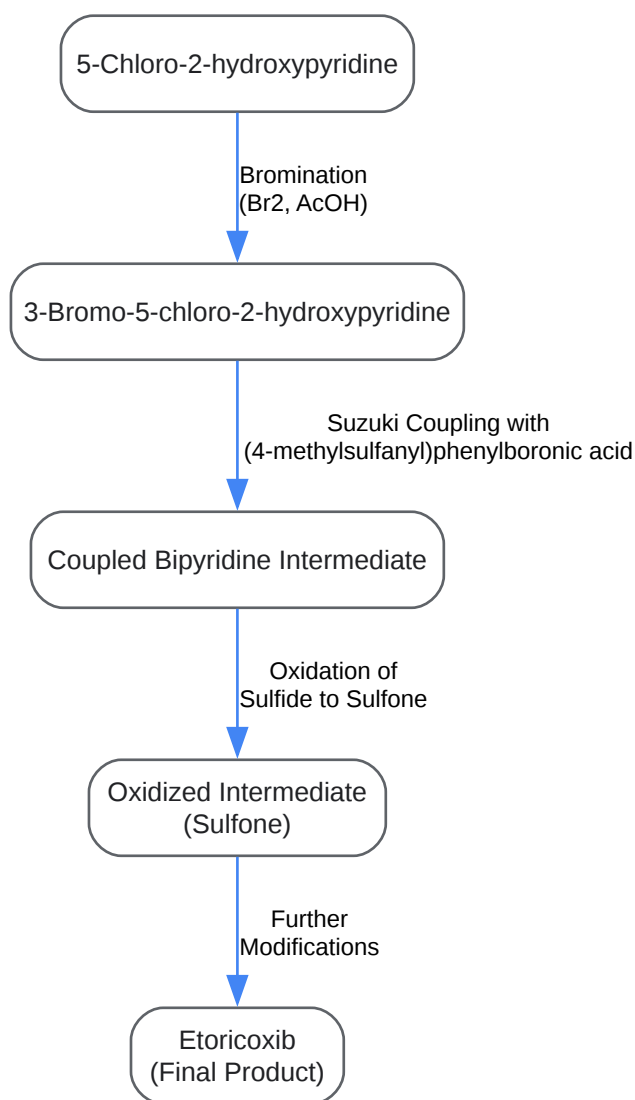 5-Chloro-2-hydroxypyridine
Bromination
(Br2, AcOH)
3-Bromo-5-chloro-2-hydroxypyridine
Suzuki Coupling with
(4-methylsulfanyl)phenylboronic acid
Coupled Bipyridine Intermediate
Oxidation of
Sulfide to Sulfone
Oxidized Intermediate
(Sulfone)
Further
Modifications
Etoricoxib
(Final Product)